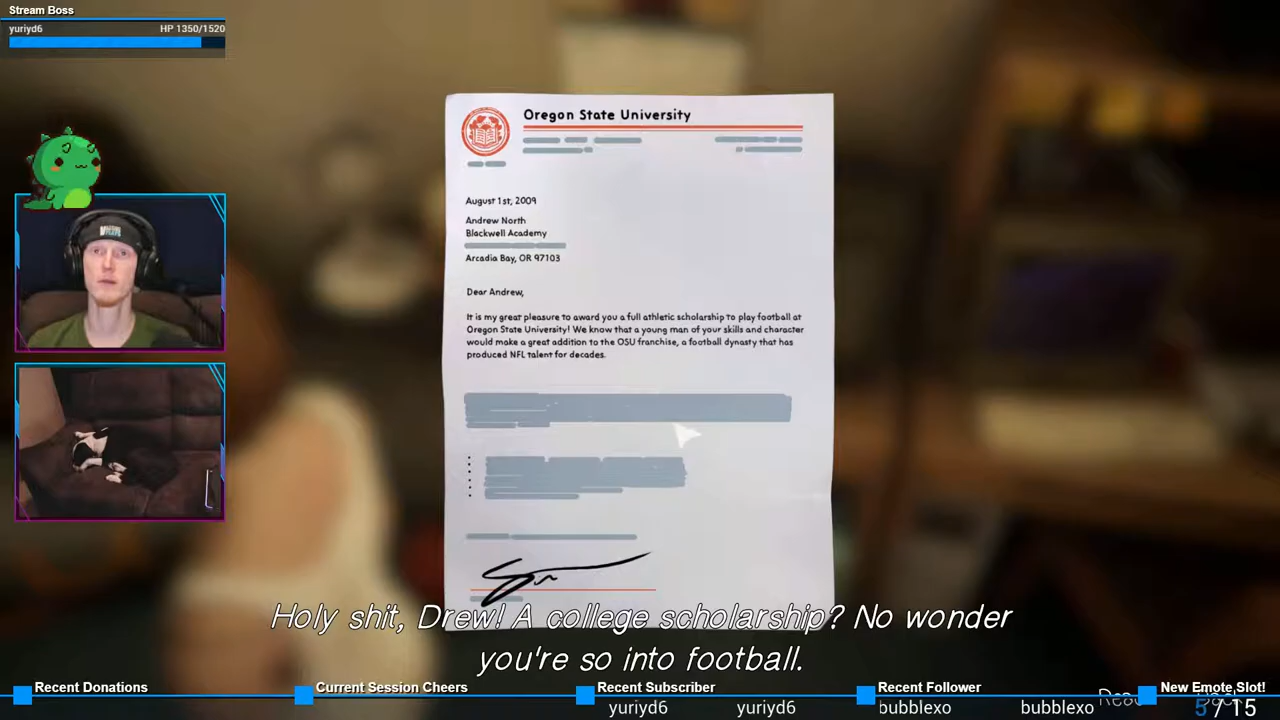 Stream Boss
yuriyd6
HP 1350/1520
Oregon State University
August 1st, 2009
Andrew North
Blackwell Academy
Arcadia Bay, OR 97103
Dear Andrew,
It is my great pleasure to award you a full athletic scholarship to play football at
Oregon State University! We know that a young man of your skills and character
would make a great addition to the OSU franchise, a football dynasty that has
produced NFL talent for decades.
Holy shit, Drew! A college scholarship? No wonder
you're so into football.
Recent Donations
Current Session Cheers
Recent Subscriber
yuriyd6
yuriyd6
Recent Follower
bubblexo
bubblexo
New Emote Slot!
5 / 15